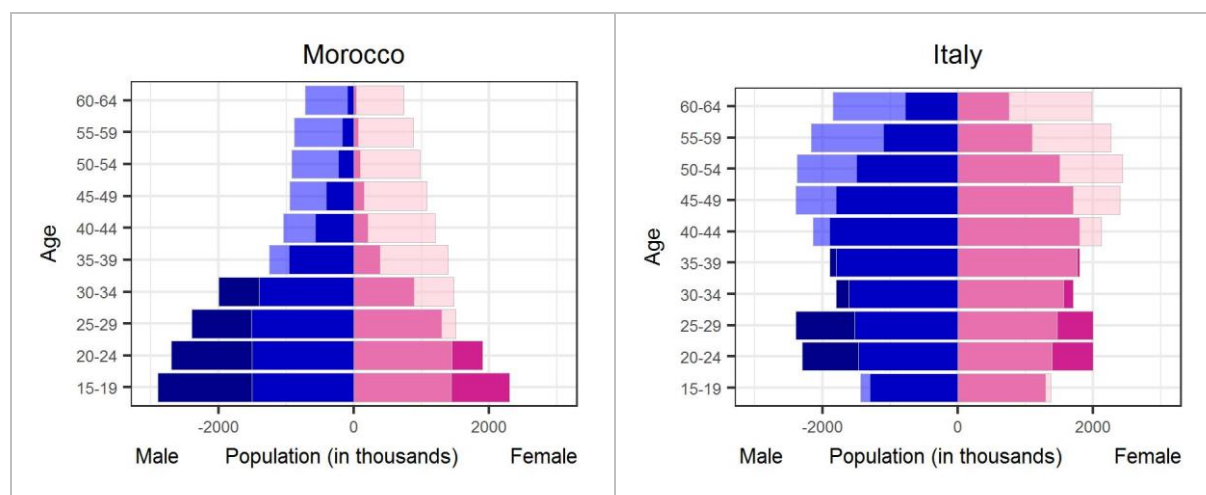 Morocco
60-64
55-59
50-54
45-49
40-44
35-39
30-34
25-29
20-24
15-19
Age
-2000 0 2000
Male Population (in thousands) Female
Italy
60-64
55-59
50-54
45-49
40-44
35-39
30-34
25-29
20-24
15-19
Age
-2000 0 2000
Male Population (in thousands) Female